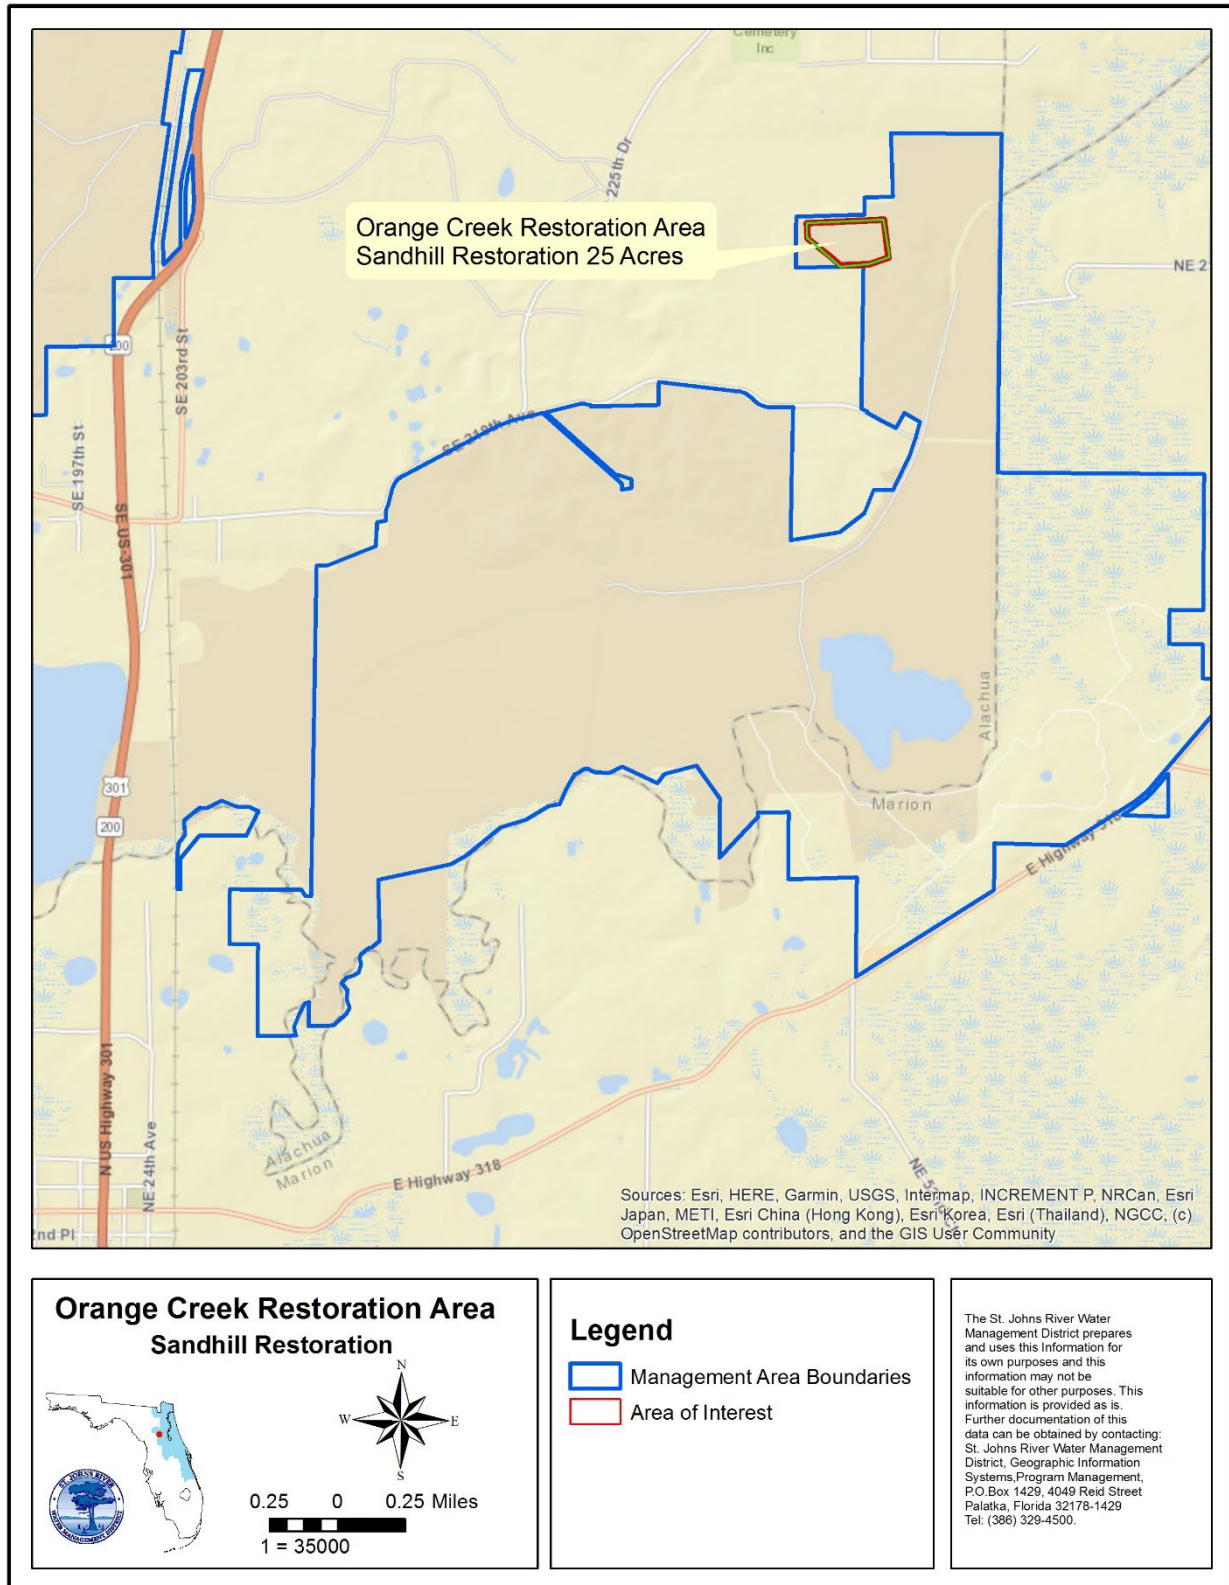 Cemetery
Inc
225th Dr
Orange Creek Restoration Area
Sandhill Restoration 25 Acres
NE 2
200
SE 203rd St
SE 219th Ave
SE 197th St
SE US-301
Alachua
Marion
301
200
E Highway 318
N US Highway 301
NE 24th Ave
Alachua
Marion
E Highway 318
2nd Pl
Sources: Esri, HERE, Garmin, USGS, Intermap, INCREMENT P, NRCan, Esri
Japan, METI, Esri China (Hong Kong), Esri Korea, Esri (Thailand), NGCC, (c)
OpenStreetMap contributors, and the GIS User Community
Orange Creek Restoration Area
Sandhill Restoration
N
W
E
S
ST. JOHNS RIVER
WATER MANAGEMENT DISTRICT
0.25 0 0.25 Miles
1 = 35000
Legend
Management Area Boundaries
Area of Interest
The St. Johns River Water
Management District prepares
and uses this Information for
its own purposes and this
information may not be
suitable for other purposes. This
information is provided as is.
Further documentation of this
data can be obtained by contacting:
St. Johns River Water Management
District, Geographic Information
Systems,Program Management,
P.O.Box 1429, 4049 Reid Street
Palatka, Florida 32178-1429
Tel: (386) 329-4500.